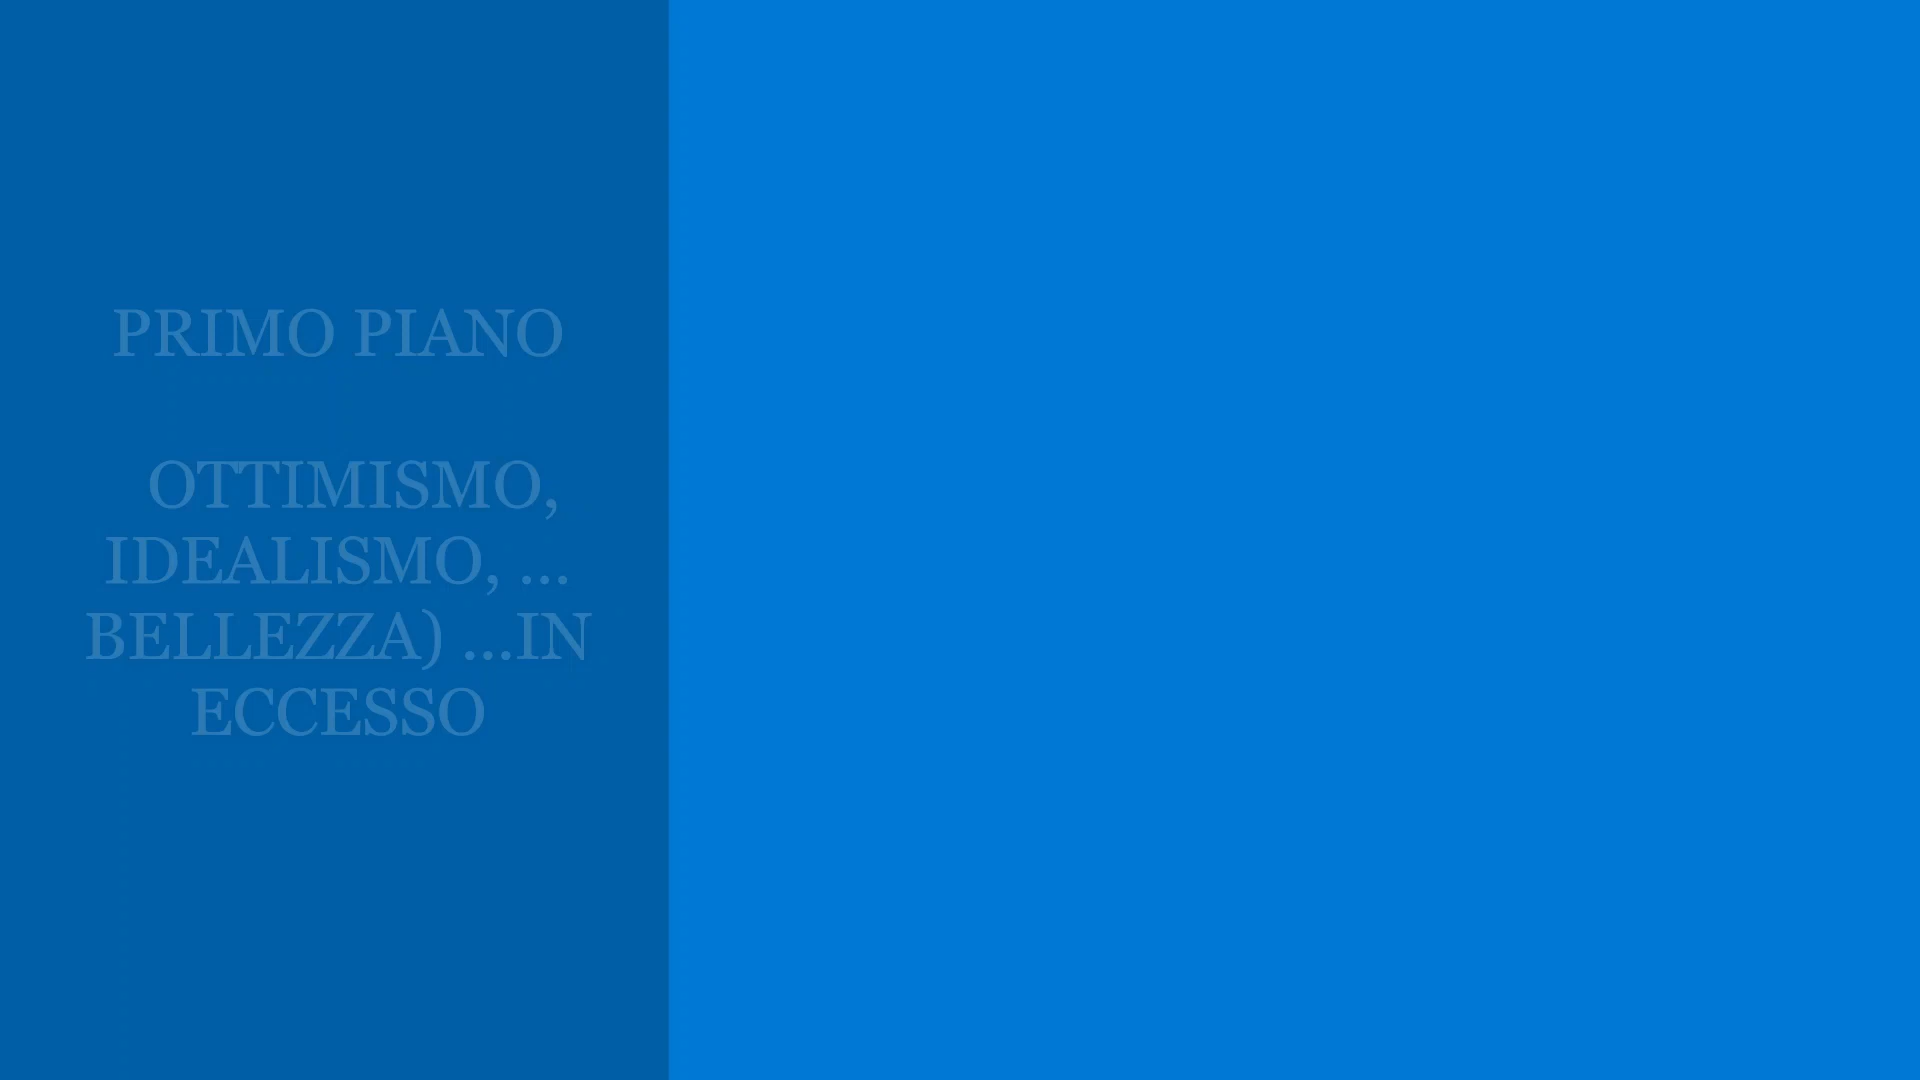 PRIMO PIANO
OTTIMISMO,
IDEALISMO, ...
BELLEZZA) ...IN
ECCESSO